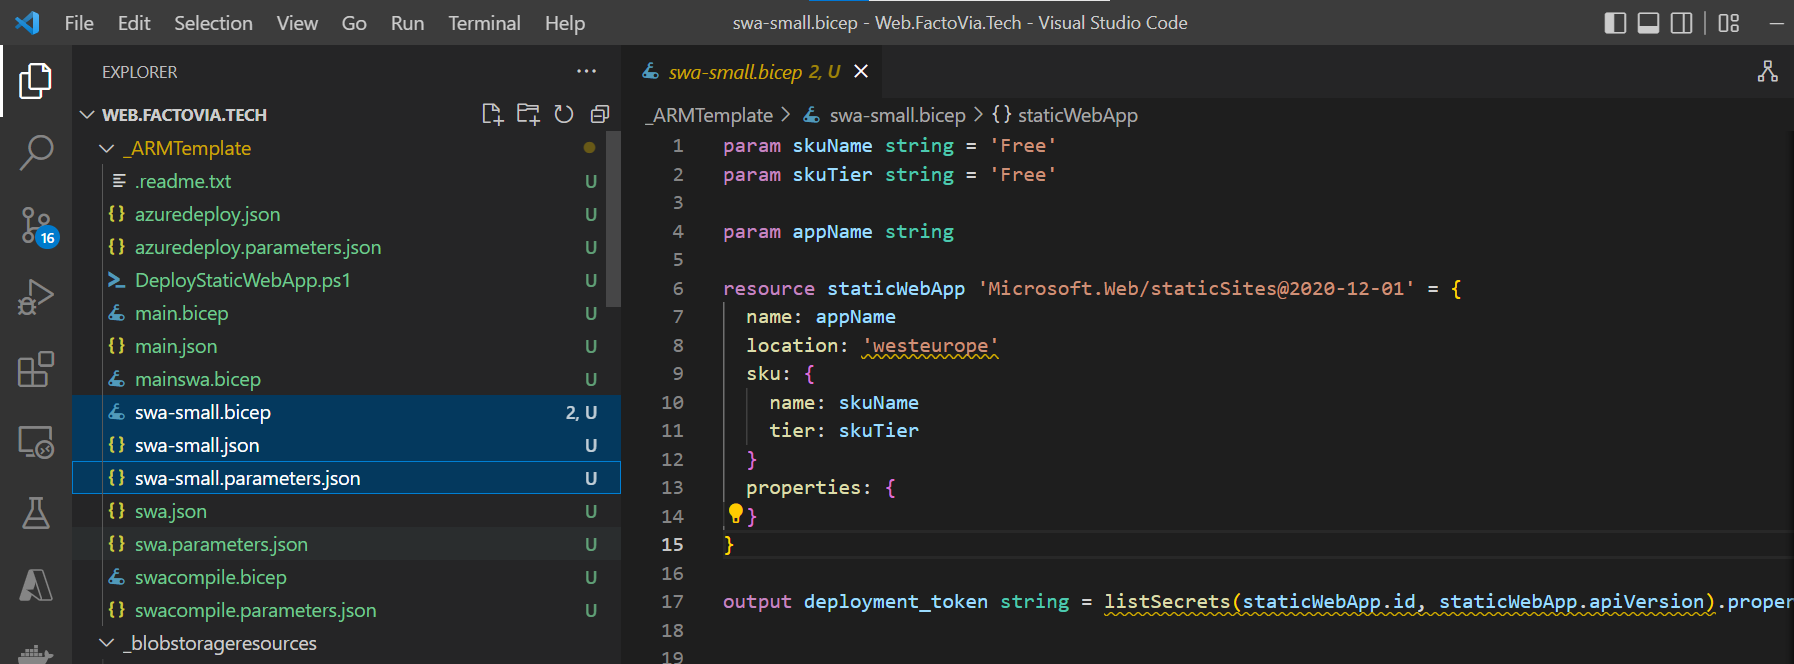 File Edit Selection View Go Run Terminal Help
swa-small.bicep - Web.FactoVia.Tech - Visual Studio Code
EXPLORER
WEB.FACTOVIA.TECH
_ARMTemplate
.readme.txt U
{} azuredeploy.json U
{} azuredeploy.parameters.json U
DeployStaticWebApp.ps1 U
main.bicep U
{} main.json U
mainswa.bicep U
swa-small.bicep 2, U
{} swa-small.json U
{} swa-small.parameters.json U
{} swa.json U
{} swa.parameters.json U
swacompile.bicep U
{} swacompile.parameters.json U
_blobstorageresources
16
swa-small.bicep 2, U
_ARMTemplate > swa-small.bicep > {} staticWebApp
1 param skuName string = 'Free'
2 param skuTier string = 'Free'
3
4 param appName string
5
6 resource staticWebApp 'Microsoft.Web/staticSites@2020-12-01' = {
7 name: appName
8 location: 'westeurope'
9 sku: {
10 name: skuName
11 tier: skuTier
12 }
13 properties: {
14 }
15 }
16
17 output deployment_token string = listSecrets(staticWebApp.id, staticWebApp.apiVersion).proper
18
19